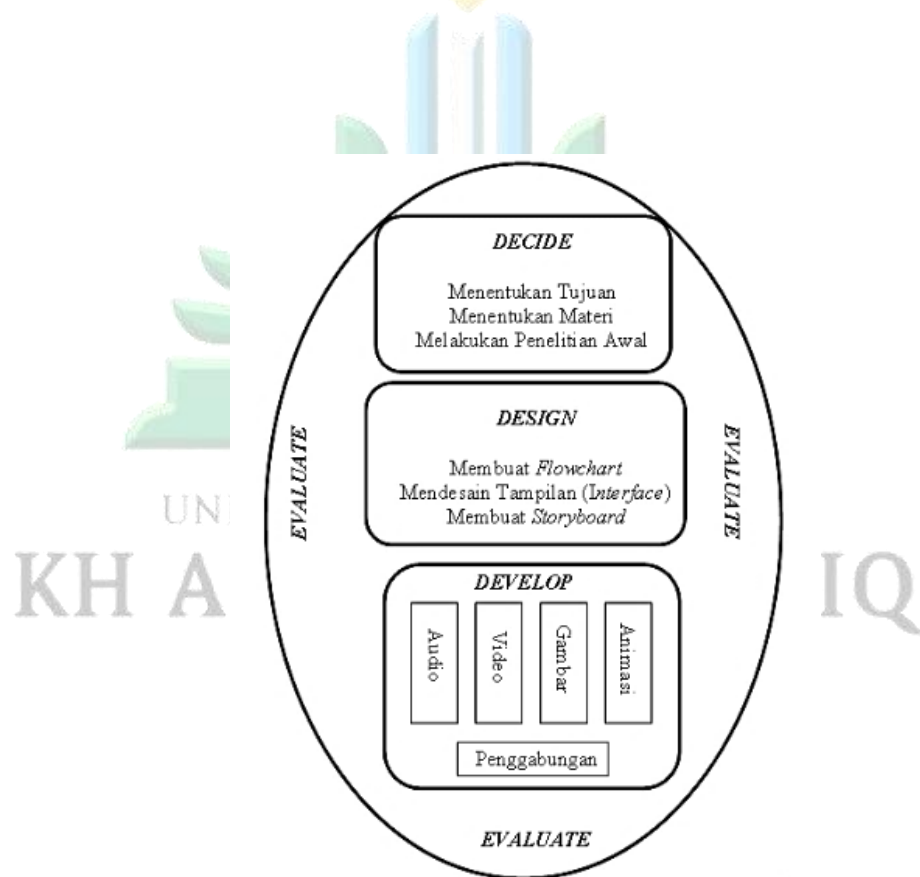 DECIDE
Menentukan Tujuan
Menentukan Materi
Melakukan Penelitian Awal
DESIGN
Membuat Flowchart
Mendesain Tampilan (Interface)
Membuat Storyboard
EVALUATE
EVALUATE
DEVELOP
Audio
Video
Gambar
Animasi
Penggabungan
EVALUATE
UNI
KH A IQ